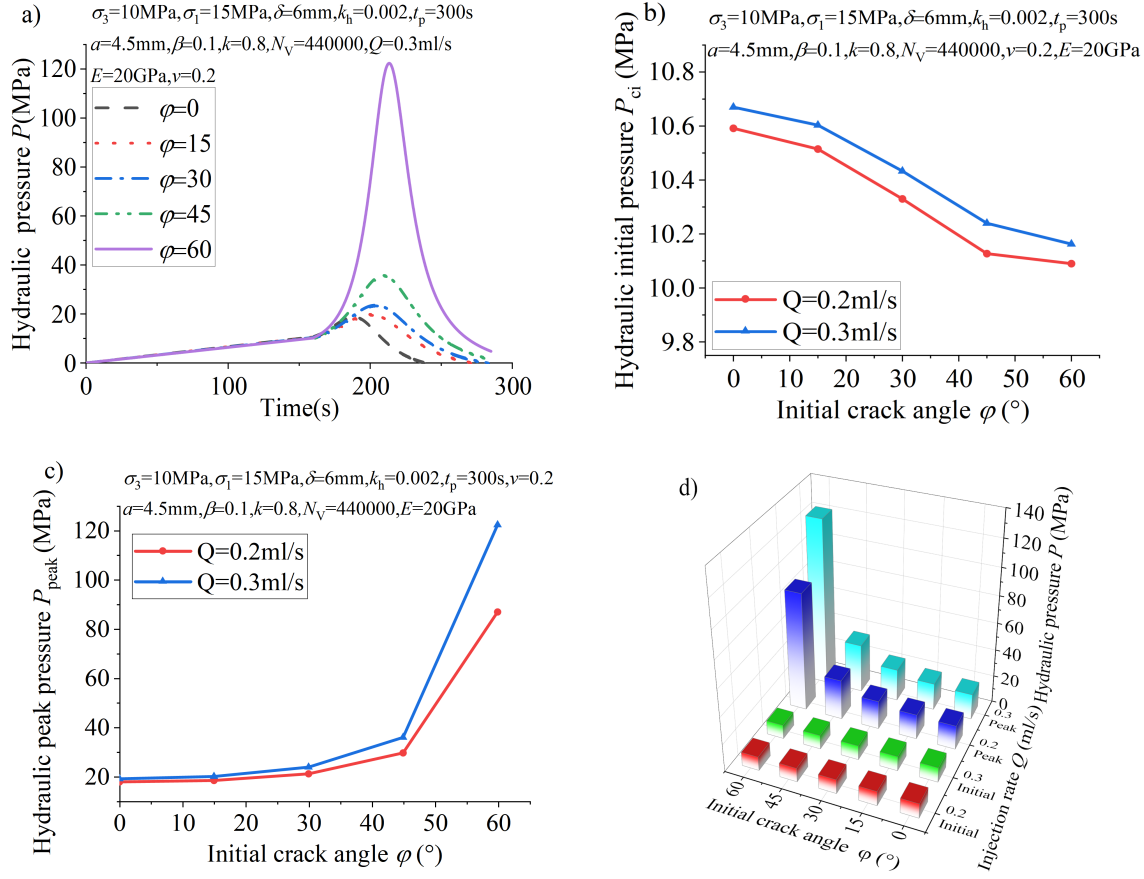 a)
σ3=10MPa,σ1=15MPa,δ=6mm,kh=0.002,tp=300s
a=4.5mm,β=0.1,k=0.8,NV=440000,Q=0.3ml/s
E=20GPa,ν=0.2
φ=0
φ=15
φ=30
φ=45
φ=60
Hydraulic pressure P(MPa)
120
100
80
60
40
20
0
0 100 200 300
Time(s)
b)
σ3=10MPa,σ1=15MPa,δ=6mm,kh=0.002,tp=300s
a=4.5mm,β=0.1,k=0.8,NV=440000,ν=0.2,E=20GPa
Hydraulic initial pressure Pci (MPa)
10.8
10.6
10.4
10.2
10.0
9.8
Q=0.2ml/s
Q=0.3ml/s
0 10 20 30 40 50 60
Initial crack angle φ (°)
c)
σ3=10MPa,σ1=15MPa,δ=6mm,kh=0.002,tp=300s,ν=0.2
a=4.5mm,β=0.1,k=0.8,NV=440000,E=20GPa
Hydraulic peak pressure Ppeak (MPa)
120
100
80
60
40
20
Q=0.2ml/s
Q=0.3ml/s
0 10 20 30 40 50 60
Initial crack angle φ (°)
d)
140
120
100
80
60
40
20
0
Hydraulic pressure P (MPa)
0.3
Peak
0.2
Peak
0.3
Initial
0.2
Initial
Injection rate Q (ml/s)
60 45 30 15 0
Initial crack angle φ (°)